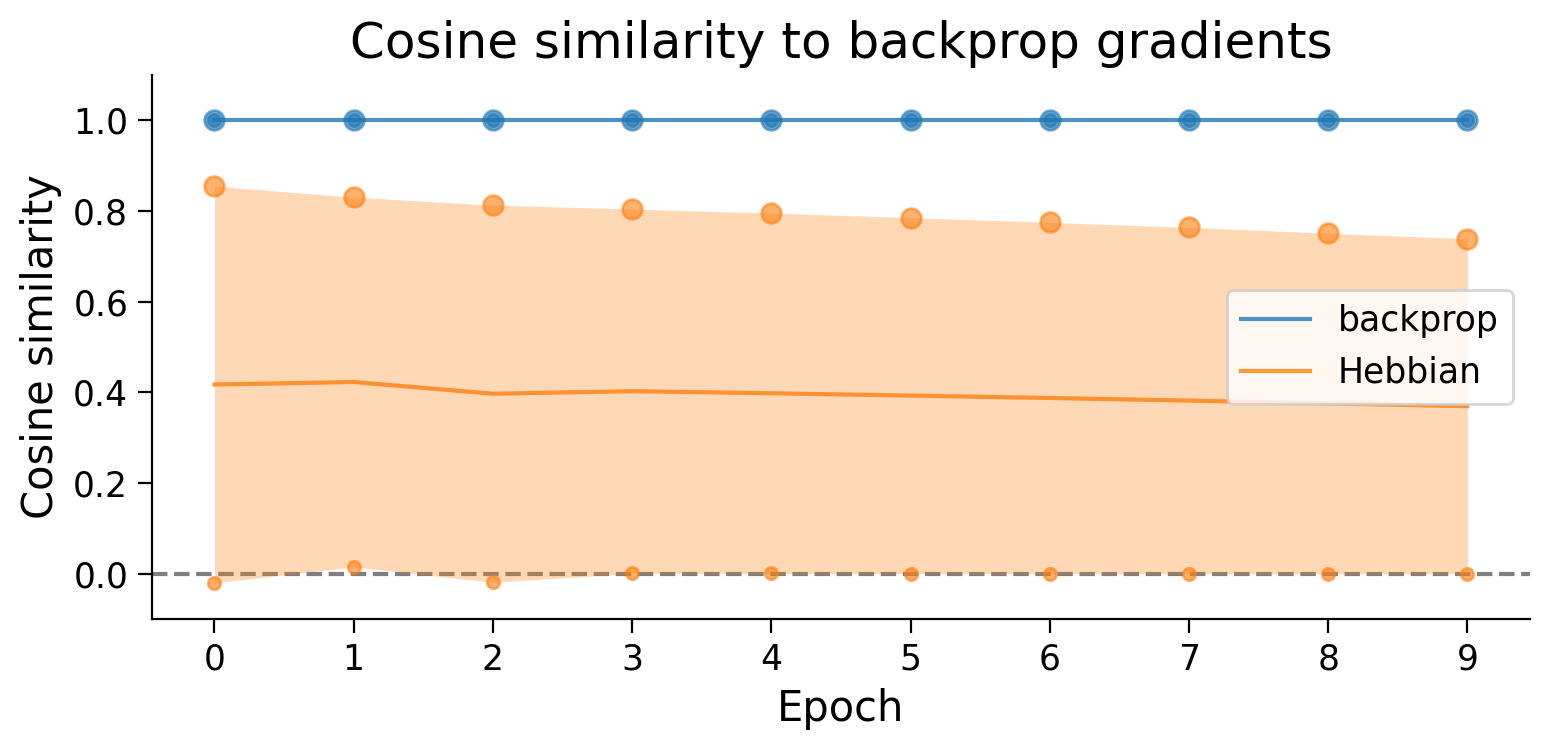 Cosine similarity to backprop gradients
Cosine similarity
1.0
0.8
0.6
0.4
0.2
0.0
backprop
Hebbian
0 1 2 3 4 5 6 7 8 9
Epoch